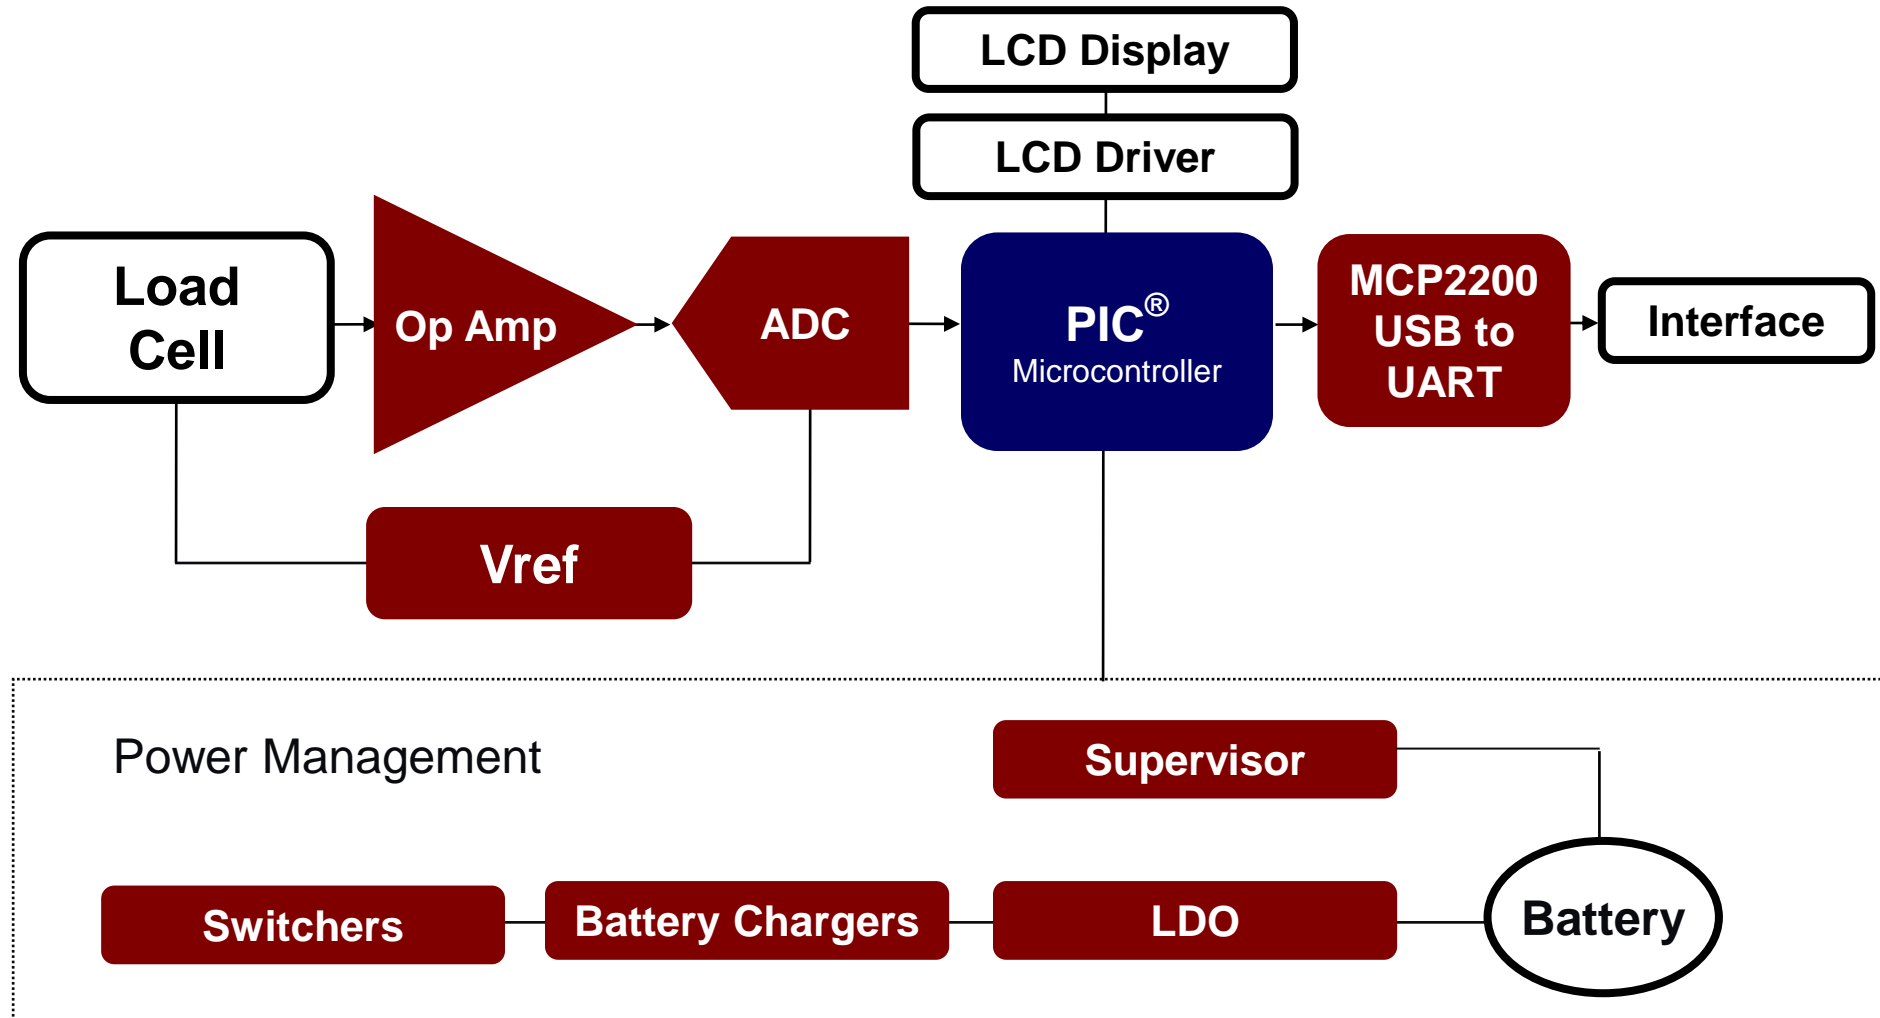 LCD Display
LCD Driver
Load
Cell
Op Amp
ADC
PIC®
Microcontroller
MCP2200
USB to
UART
Interface
Vref
Power Management
Supervisor
Switchers
Battery Chargers
LDO
Battery